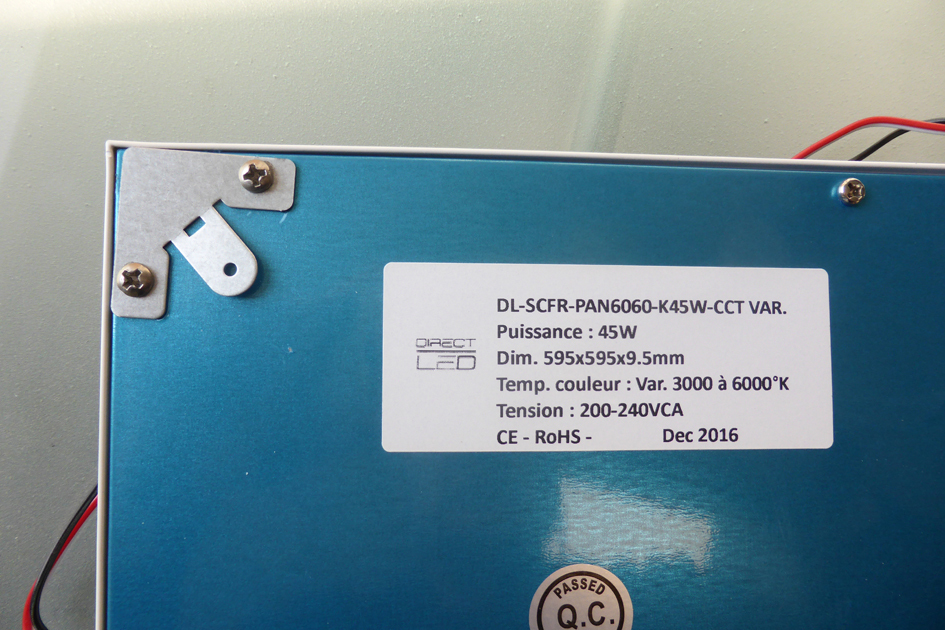 DL-SCFR-PAN6060-K45W-CCT VAR.
Puissance : 45W
DIRECT
LED
Dim. 595x595x9.5mm
Temp. couleur : Var. 3000 à 6000°K
Tension : 200-240VCA
CE - RoHS - Dec 2016
PASSED
Q.C.